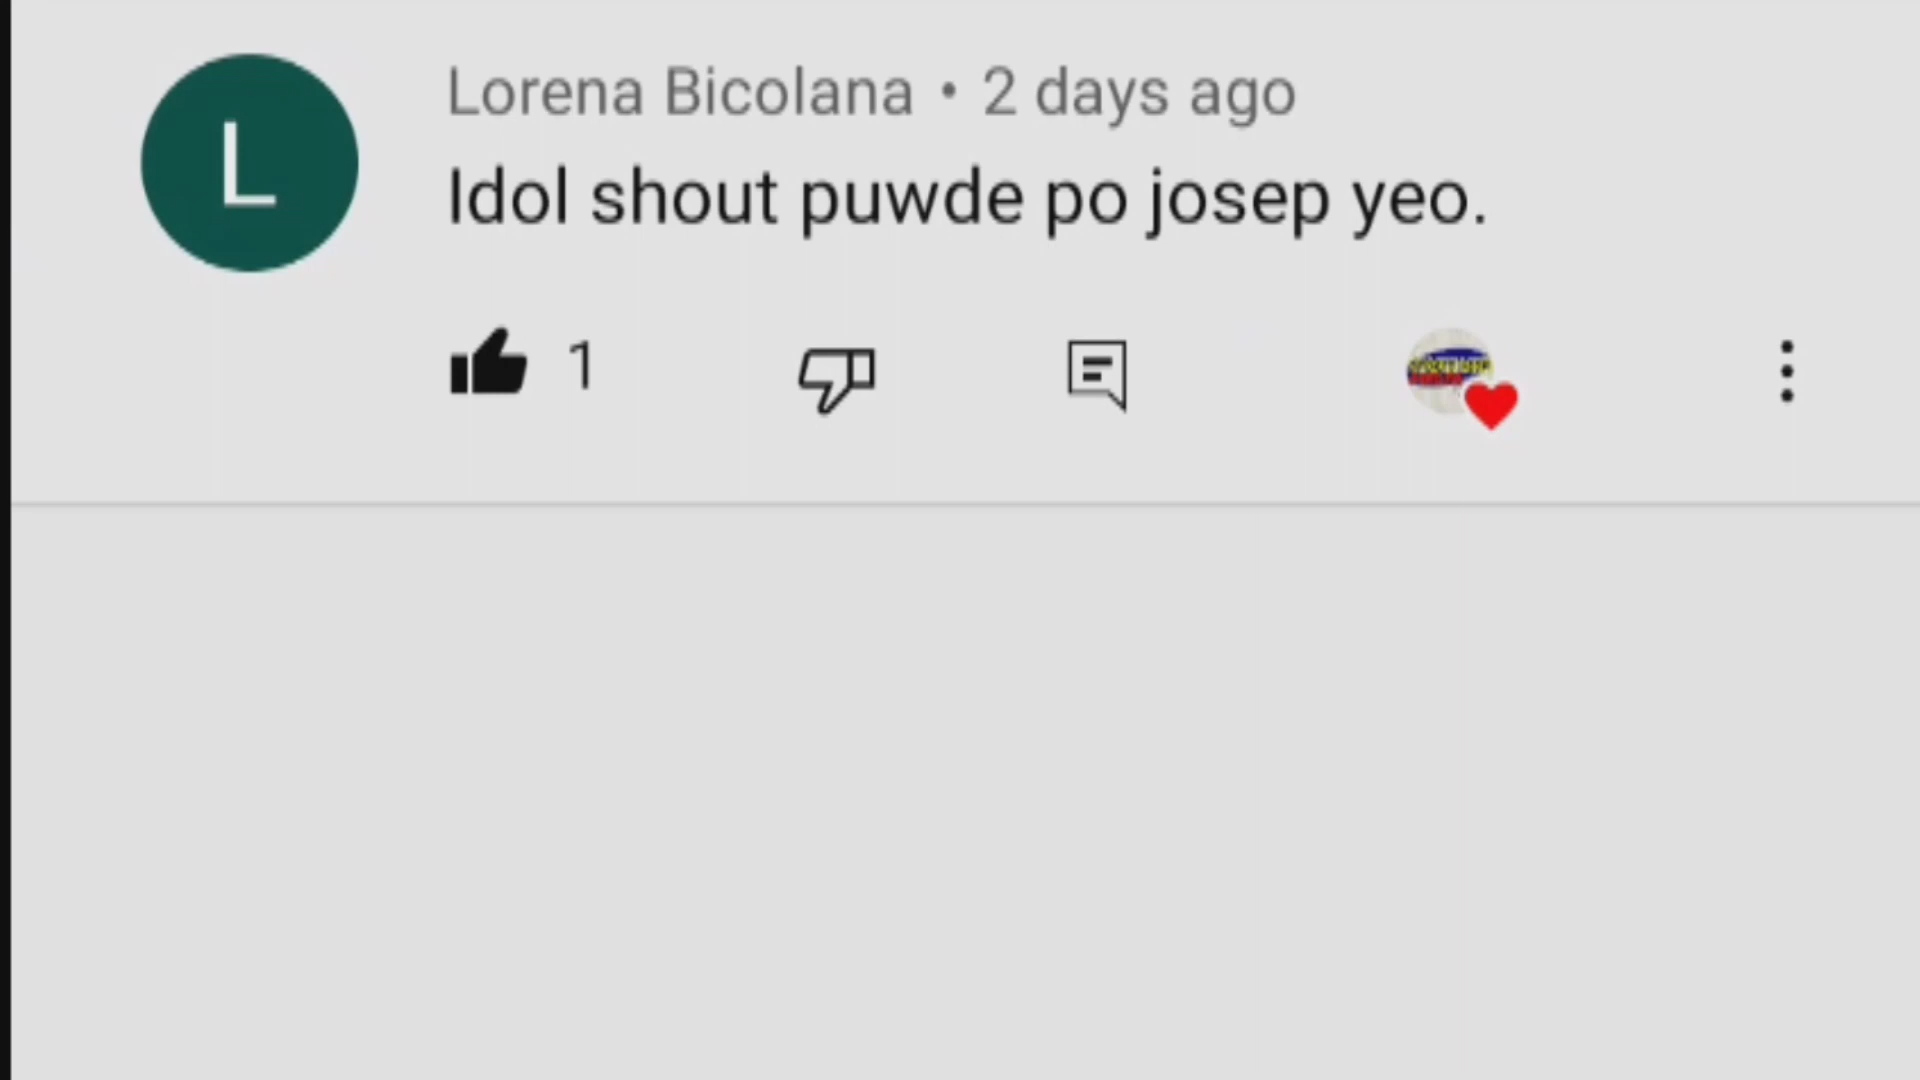 L
Lorena Bicolana • 2 days ago
Idol shout puwde po josep yeo.
1